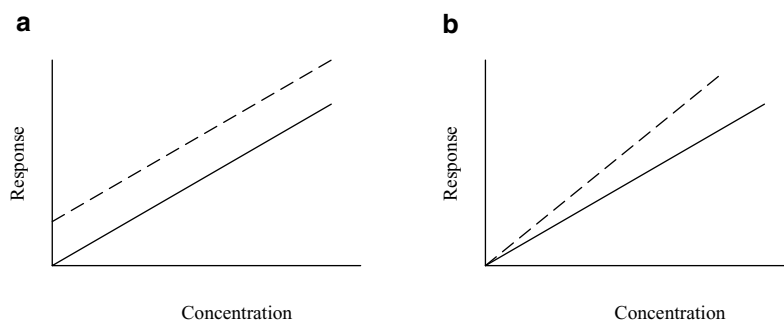 a
Response
Concentration
b
Response
Concentration